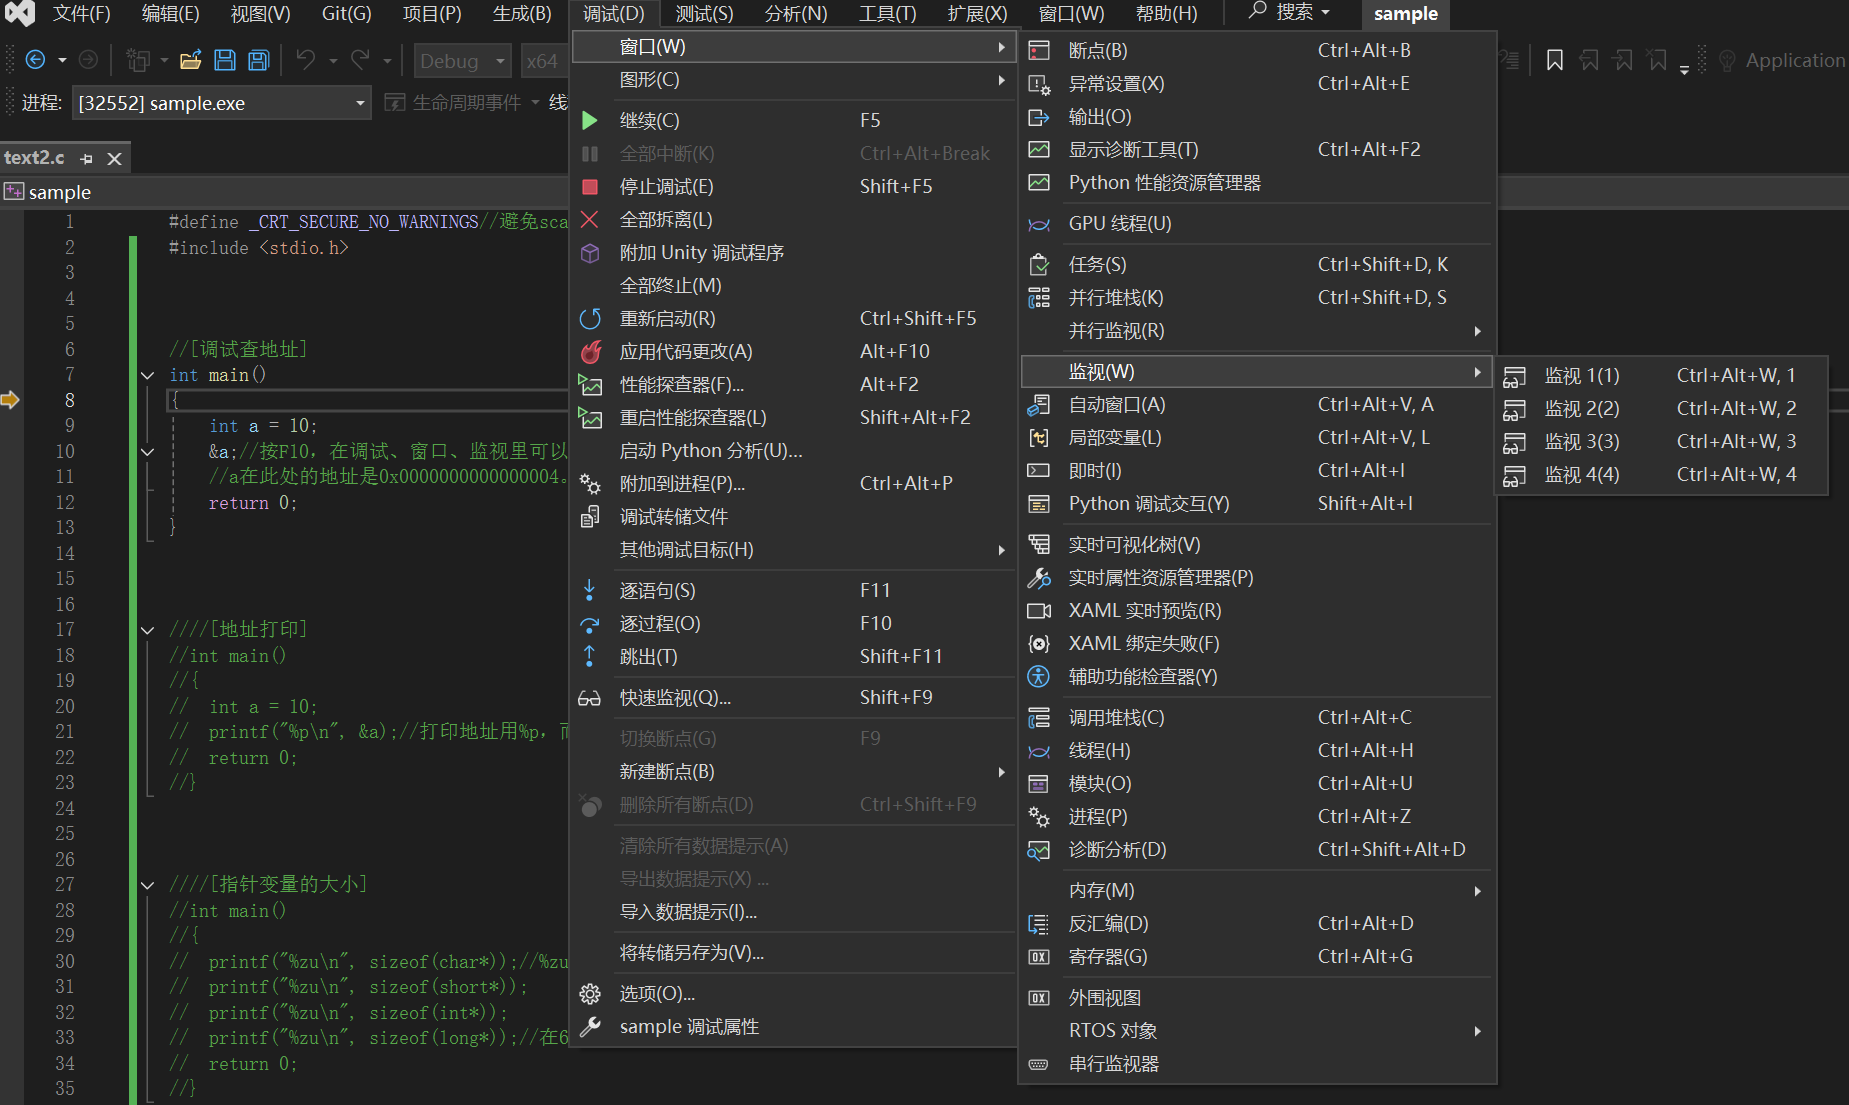 文件(F) 编辑(E) 视图(V) Git(G) 项目(P) 生成(B) 调试(D) 测试(S) 分析(N) 工具(T) 扩展(X) 窗口(W) 帮助(H) 搜索 sample
Debug x64 Application
进程: [32552] sample.exe 生命周期事件 线
text2.c
sample
1 #define _CRT_SECURE_NO_WARNINGS//避免sca
2 #include <stdio.h>
3
4
5
6 //[调试查地址]
7 int main()
8 {
9 int a = 10;
10 &a;//按F10，在调试、窗口、监视里可以
11 //a在此处的地址是0x0000000000000004。
12 return 0;
13 }
14
15
16
17 ////[地址打印]
18 //int main()
19 //{
20 // int a = 10;
21 // printf("%p\n", &a);//打印地址用%p，而
22 // return 0;
23 //}
24
25
26
27 ////[指针变量的大小]
28 //int main()
29 //{
30 // printf("%zu\n", sizeof(char*));//%zu
31 // printf("%zu\n", sizeof(short*));
32 // printf("%zu\n", sizeof(int*));
33 // printf("%zu\n", sizeof(long*));//在6
34 // return 0;
35 //}
窗口(W)
图形(C)
继续(C) F5
全部中断(K) Ctrl+Alt+Break
停止调试(E) Shift+F5
全部拆离(L)
附加 Unity 调试程序
全部终止(M)
重新启动(R) Ctrl+Shift+F5
应用代码更改(A) Alt+F10
性能探查器(F)... Alt+F2
重启性能探查器(L) Shift+Alt+F2
启动 Python 分析(U)...
附加到进程(P)... Ctrl+Alt+P
调试转储文件
其他调试目标(H)
逐语句(S) F11
逐过程(O) F10
跳出(T) Shift+F11
快速监视(Q)... Shift+F9
切换断点(G) F9
新建断点(B)
删除所有断点(D) Ctrl+Shift+F9
清除所有数据提示(A)
导出数据提示(X) ...
导入数据提示(I)...
将转储另存为(V)...
选项(O)...
sample 调试属性
断点(B) Ctrl+Alt+B
异常设置(X) Ctrl+Alt+E
输出(O)
显示诊断工具(T) Ctrl+Alt+F2
Python 性能资源管理器
GPU 线程(U)
任务(S) Ctrl+Shift+D, K
并行堆栈(K) Ctrl+Shift+D, S
并行监视(R)
监视(W)
自动窗口(A) Ctrl+Alt+V, A
局部变量(L) Ctrl+Alt+V, L
即时(I) Ctrl+Alt+I
Python 调试交互(Y) Shift+Alt+I
实时可视化树(V)
实时属性资源管理器(P)
XAML 实时预览(R)
XAML 绑定失败(F)
辅助功能检查器(Y)
调用堆栈(C) Ctrl+Alt+C
线程(H) Ctrl+Alt+H
模块(O) Ctrl+Alt+U
进程(P) Ctrl+Alt+Z
诊断分析(D) Ctrl+Shift+Alt+D
内存(M)
反汇编(D) Ctrl+Alt+D
寄存器(G) Ctrl+Alt+G
外围视图
RTOS 对象
串行监视器
监视 1(1) Ctrl+Alt+W, 1
监视 2(2) Ctrl+Alt+W, 2
监视 3(3) Ctrl+Alt+W, 3
监视 4(4) Ctrl+Alt+W, 4